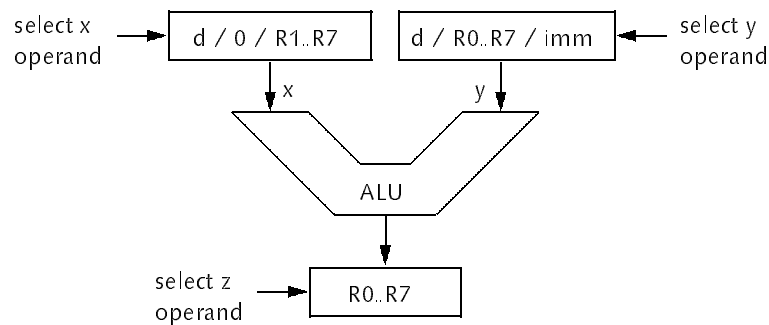 select x
operand
d / 0 / R1..R7
d / R0..R7 / imm
select y
operand
x
y
ALU
select z
operand
R0..R7